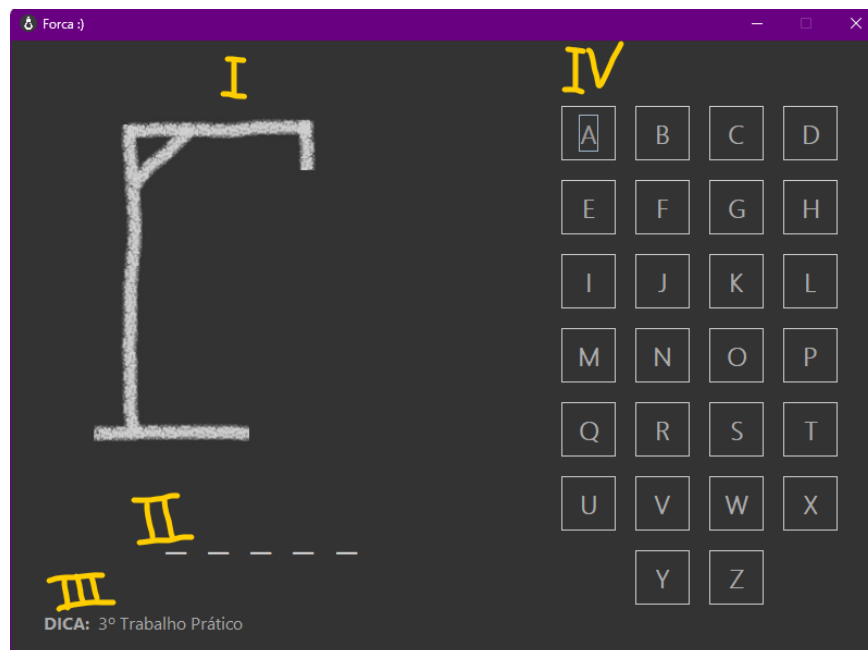 Forca :)
I
IV
A B C D
E F G H
I J K L
M N O P
Q R S T
U V W X
Y Z
II
III
DICA: 3º Trabalho Prático